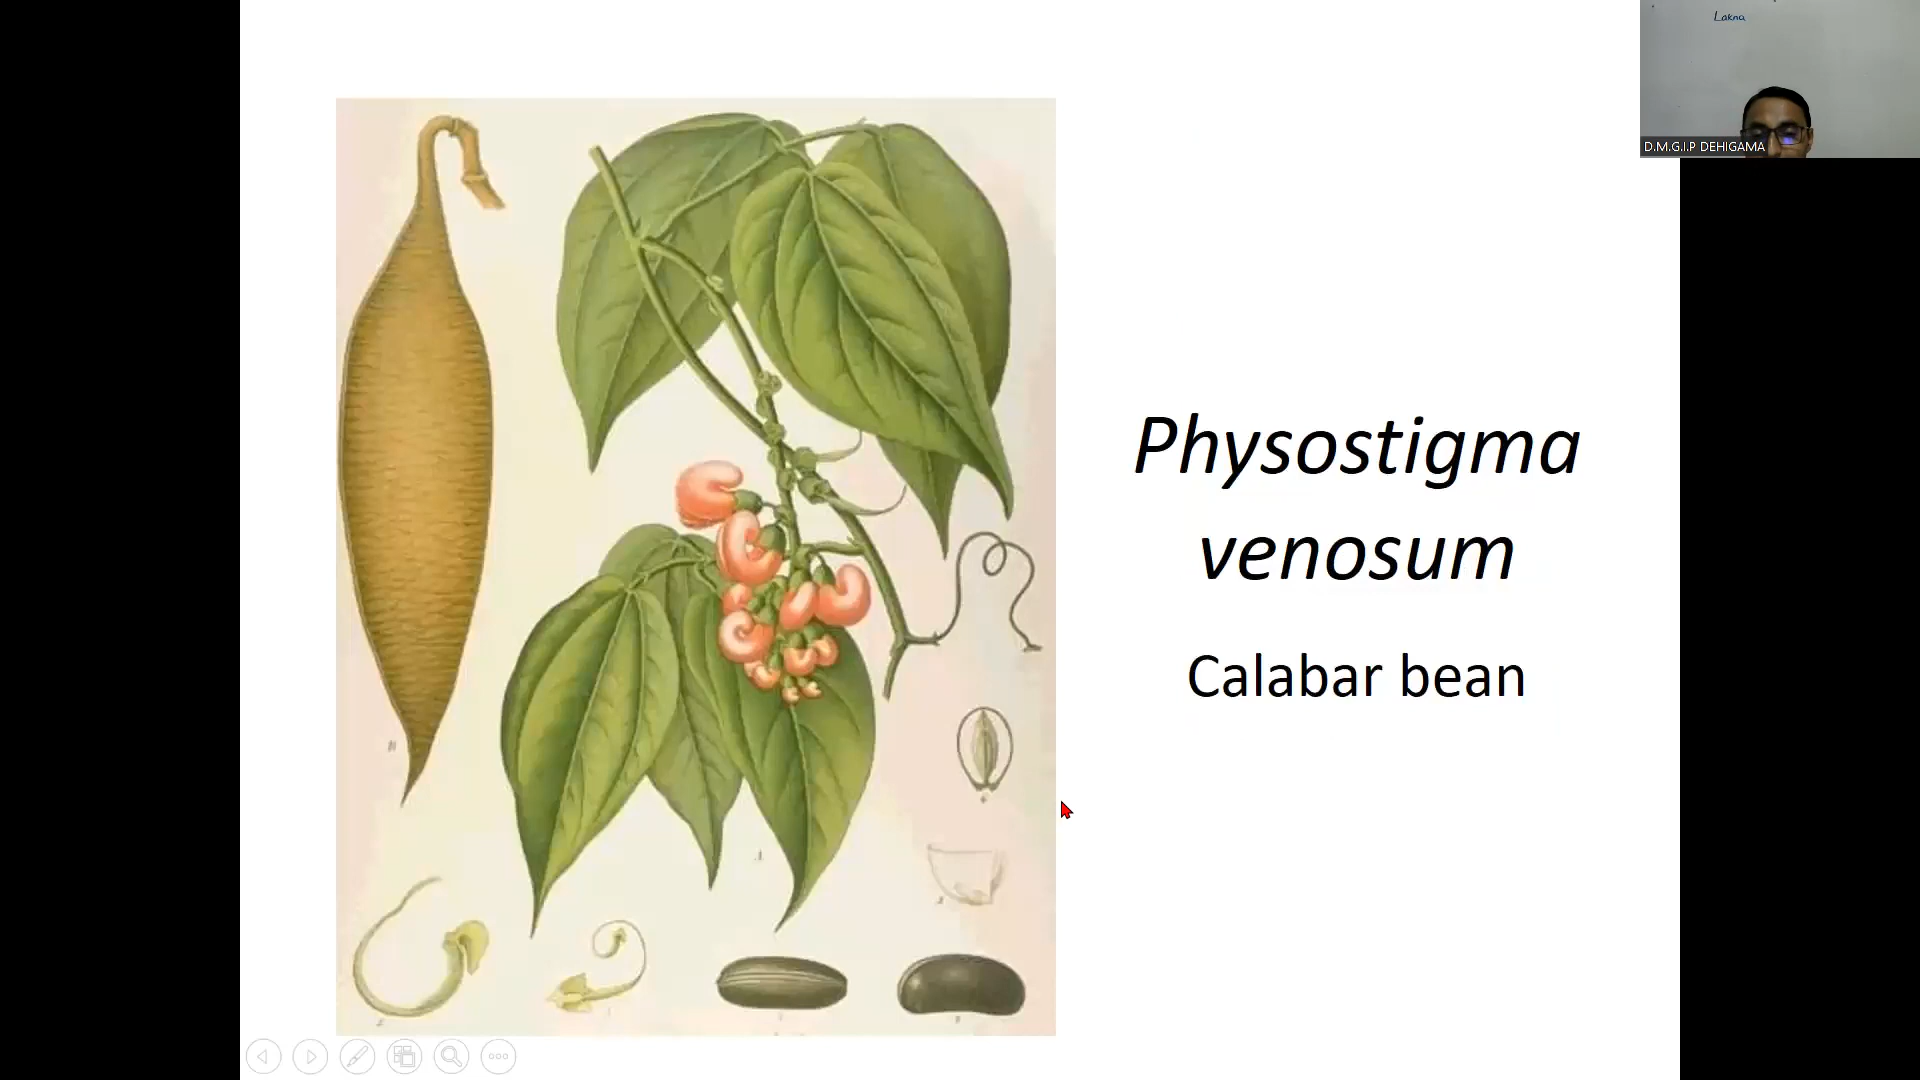 Lakna
D.M.G.I.P DEHIGAMA
Physostigma
venosum
Calabar bean